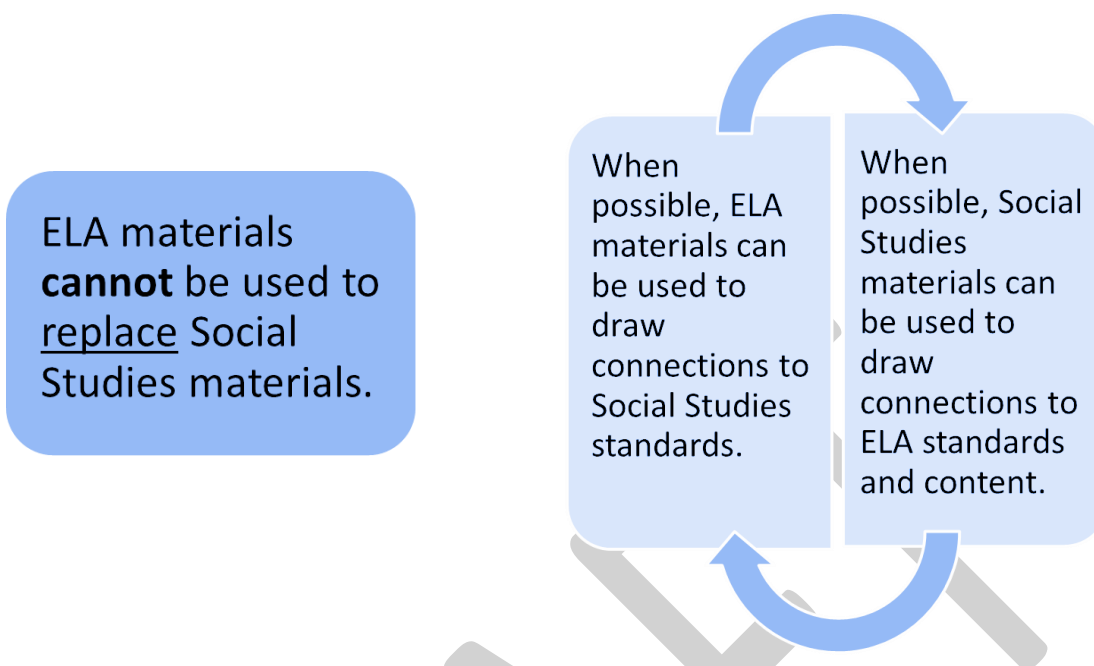 ELA materials
cannot be used to
replace Social
Studies materials.
When
possible, ELA
materials can
be used to
draw
connections to
Social Studies
standards.
When
possible, Social
Studies
materials can
be used to
draw
connections to
ELA standards
and content.